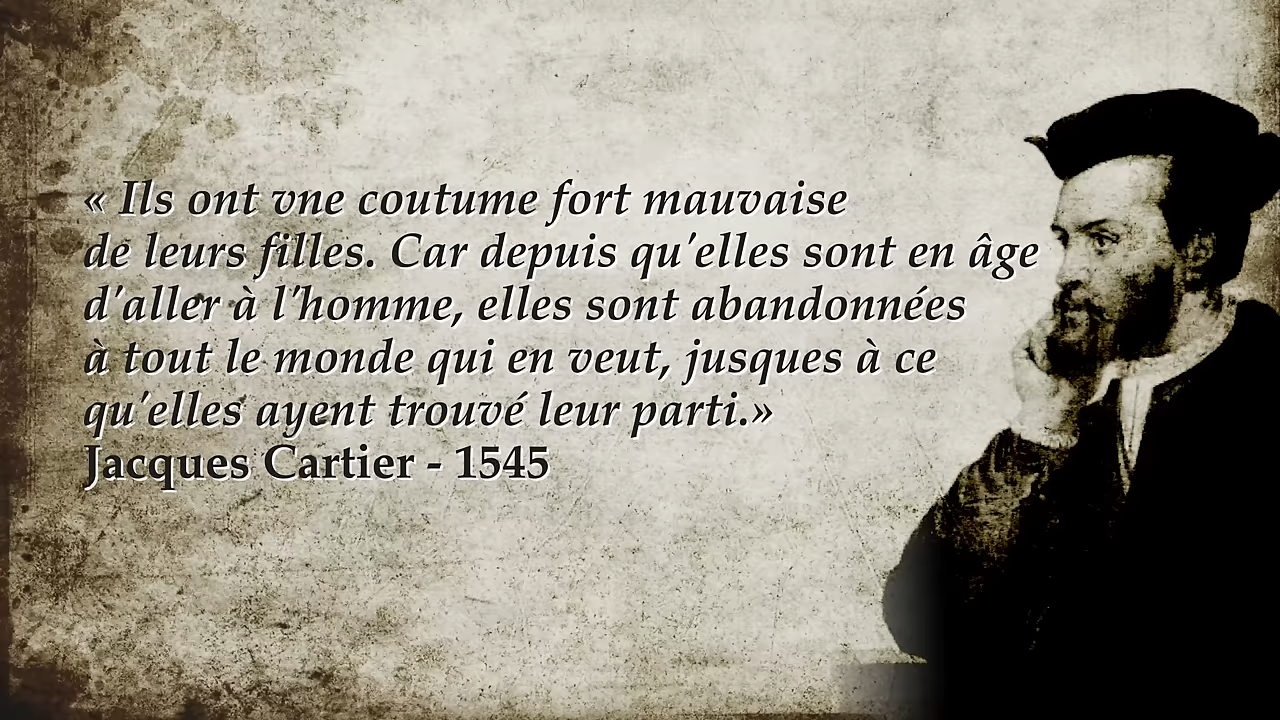 « Ils ont vne coutume fort mauvaise
de leurs filles. Car depuis qu'elles sont en âge
d'aller à l'homme, elles sont abandonnées
à tout le monde qui en veut, jusques à ce
qu'elles ayent trouvé leur parti.»
Jacques Cartier - 1545